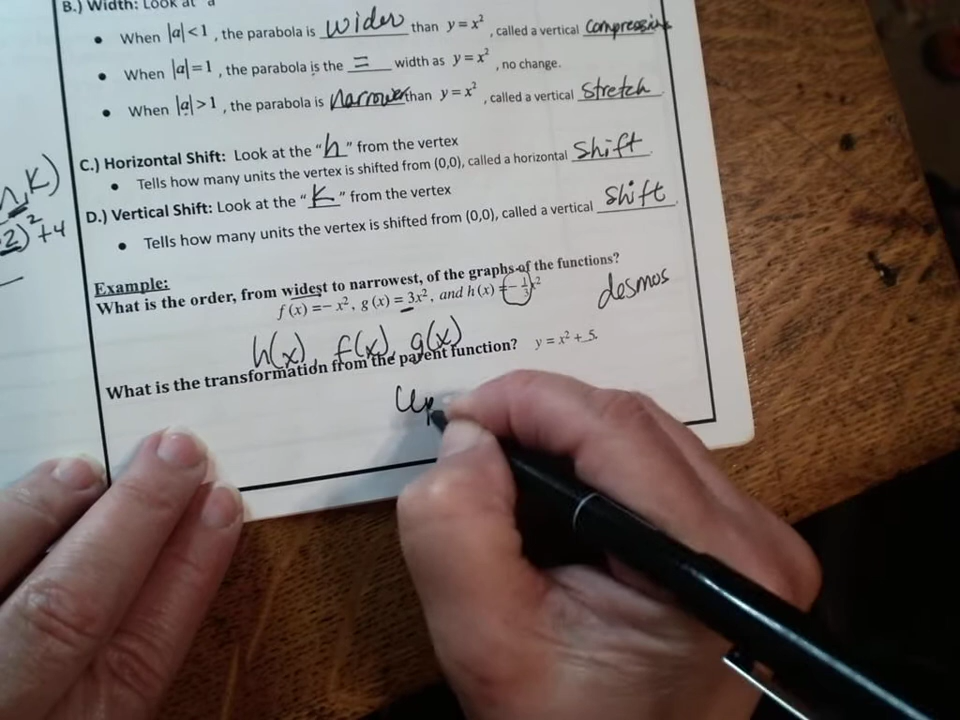 B.) Width: Look at "a
• When |a|<1, the parabola is wider than y = x², called a vertical compressing
• When |a|=1, the parabola is the = width as y = x², no change.
• When |a|>1, the parabola is narrower than y = x², called a vertical stretch.
C.) Horizontal Shift: Look at the "h" from the vertex
• Tells how many units the vertex is shifted from (0,0), called a horizontal shift.
D.) Vertical Shift: Look at the "k" from the vertex
• Tells how many units the vertex is shifted from (0,0), called a vertical shift.
, k)
2)² +4
Example:
What is the order, from widest to narrowest, of the graphs of the functions?
f(x) = -x², g(x) = 3x², and h(x) = -1/3 x²
desmos
h(x), f(x), g(x)
What is the transformation from the parent function? y = x² + 5.
up